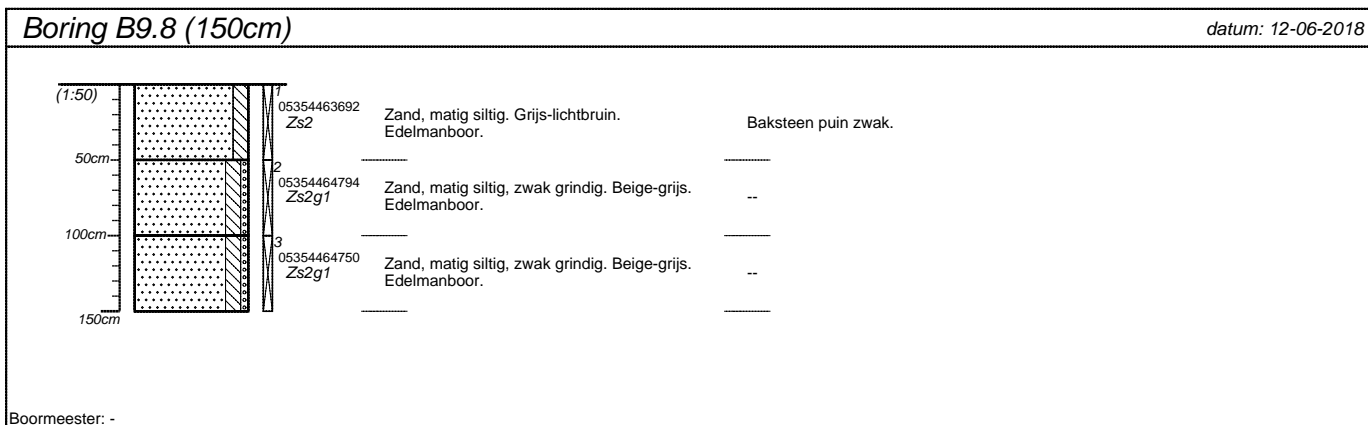 Boring B9.8 (150cm)
datum: 12-06-2018
(1:50)
1
05354463692
Zs2
Zand, matig siltig. Grijs-lichtbruin.
Edelmanboor.
Baksteen puin zwak.
50cm
2
05354464794
Zs2g1
Zand, matig siltig, zwak grindig. Beige-grijs.
Edelmanboor.
--
100cm
3
05354464750
Zs2g1
Zand, matig siltig, zwak grindig. Beige-grijs.
Edelmanboor.
--
150cm
Boormeester: -